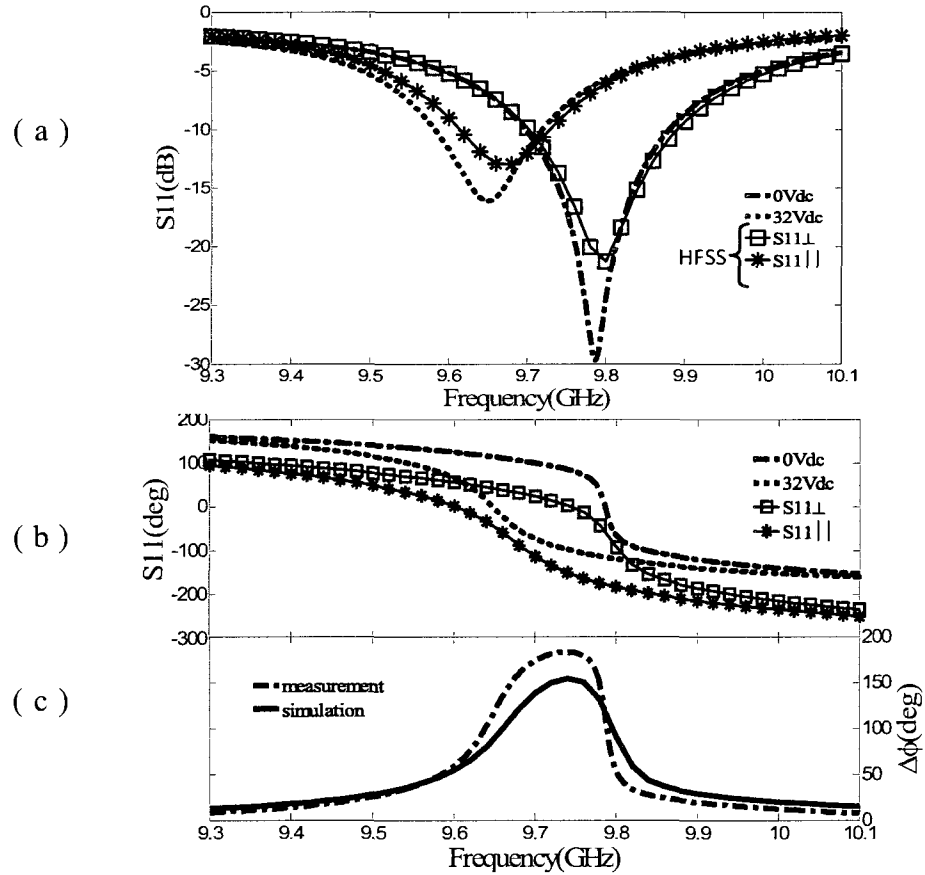 ( a )
S11(dB)
0
-5
-10
-15
-20
-25
-30
9.3 9.4 9.5 9.6 9.7 9.8 9.9 10 10.1
Frequency(GHz)
0Vdc
32Vdc
HFSS
S11⊥
S11||
( b )
S11(deg)
200
100
0
-100
-200
-300
0Vdc
32Vdc
S11⊥
S11||
( c )
measurement
simulation
200
150
100
50
0
Δϕ(deg)
9.3 9.4 9.5 9.6 9.7 9.8 9.9 10 10.1
Frequency(GHz)